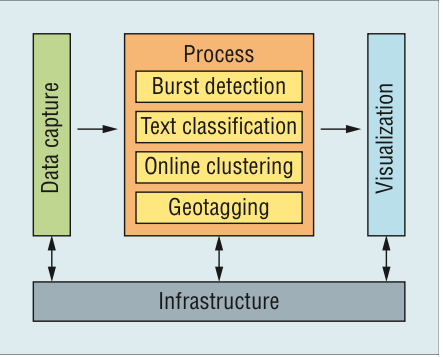 Data capture
Process
Burst detection
Text classification
Online clustering
Geotagging
Visualization
Infrastructure